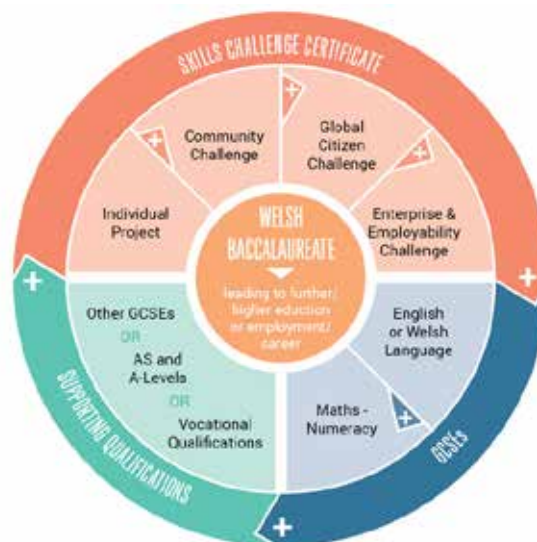 SKILLS CHALLENGE CERTIFICATE
+
+
+
+
Community
Challenge
Global
Citizen
Challenge
Individual
Project
Enterprise &
Employability
Challenge
WELSH
BACCALAUREATE
leading to further/
higher eduction
or employment/
career
Other GCSEs
OR
AS and
A-Levels
OR
Vocational
Qualifications
English
or Welsh
Language
Maths -
Numeracy
+
+
+
SUPPORTING QUALIFICATIONS
GCSEs